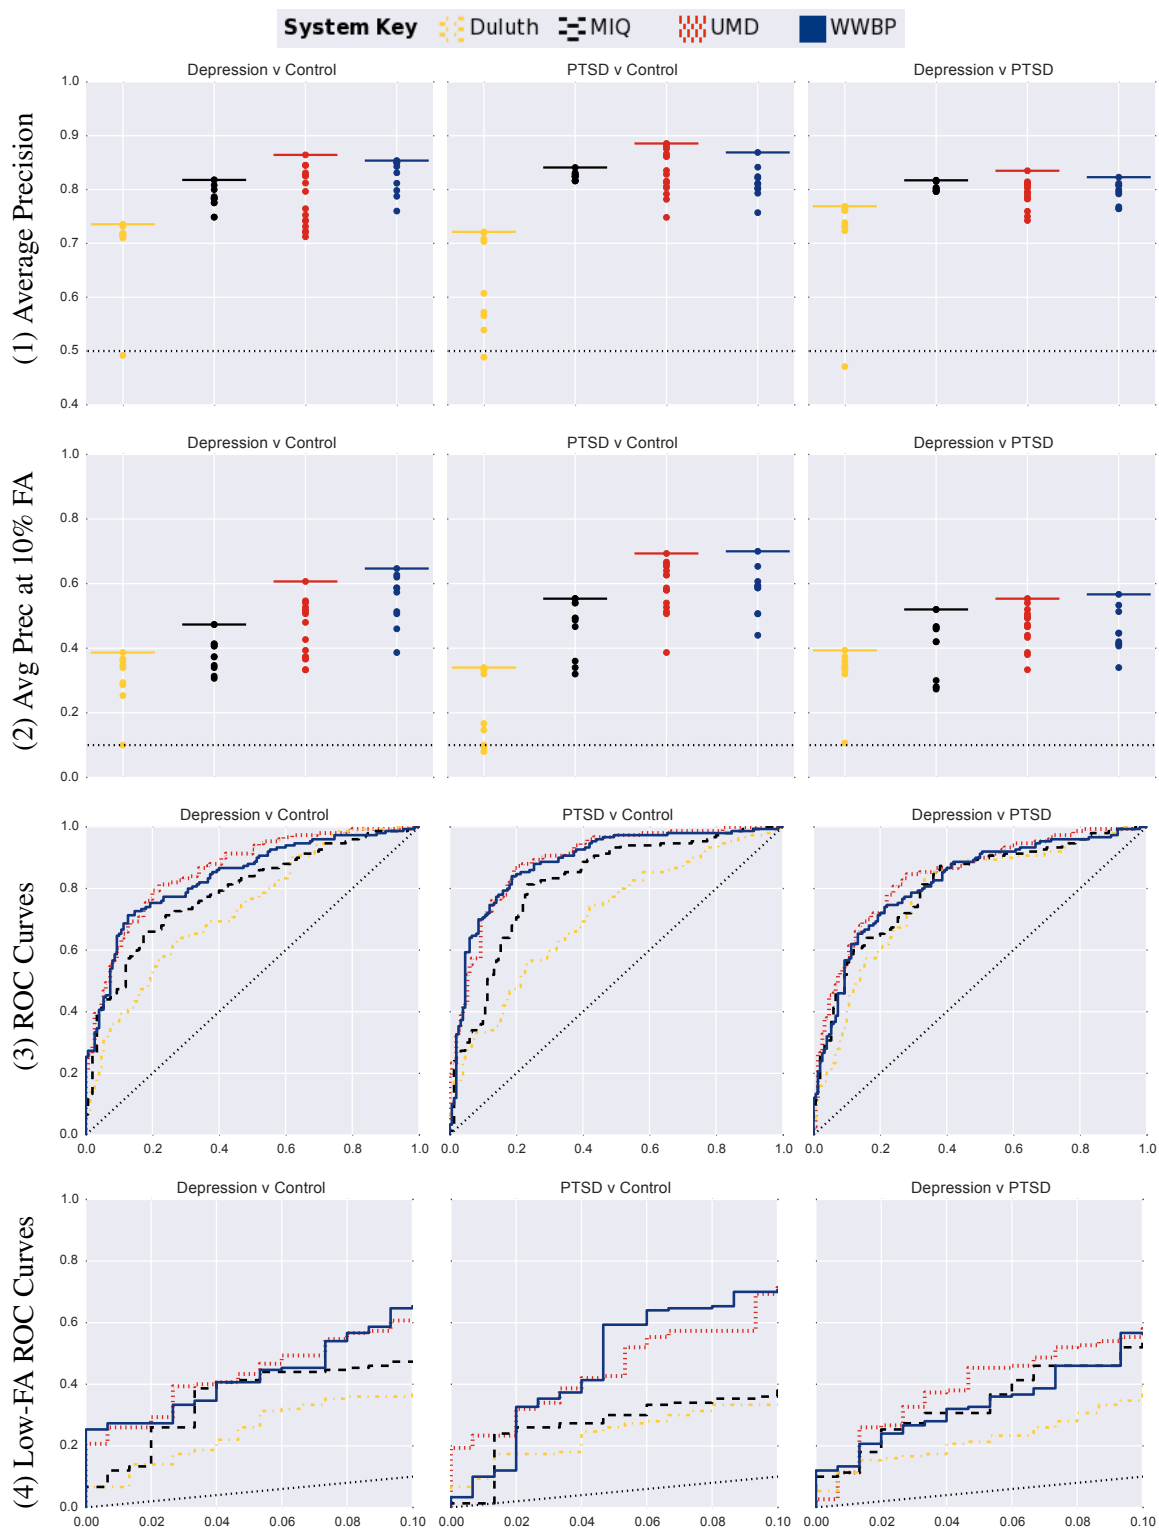 System Key Duluth MIQ UMD WWBP
(1) Average Precision
Depression v Control PTSD v Control Depression v PTSD
1.0
0.9
0.8
0.7
0.6
0.5
0.4
(2) Avg Prec at 10% FA
Depression v Control PTSD v Control Depression v PTSD
1.0
0.8
0.6
0.4
0.2
0.0
(3) ROC Curves
Depression v Control PTSD v Control Depression v PTSD
1.0
0.8
0.6
0.4
0.2
0.0
0.0 0.2 0.4 0.6 0.8 1.0 0.0 0.2 0.4 0.6 0.8 1.0 0.0 0.2 0.4 0.6 0.8 1.0
(4) Low-FA ROC Curves
Depression v Control PTSD v Control Depression v PTSD
1.0
0.8
0.6
0.4
0.2
0.0
0.00 0.02 0.04 0.06 0.08 0.10 0.00 0.02 0.04 0.06 0.08 0.10 0.00 0.02 0.04 0.06 0.08 0.10